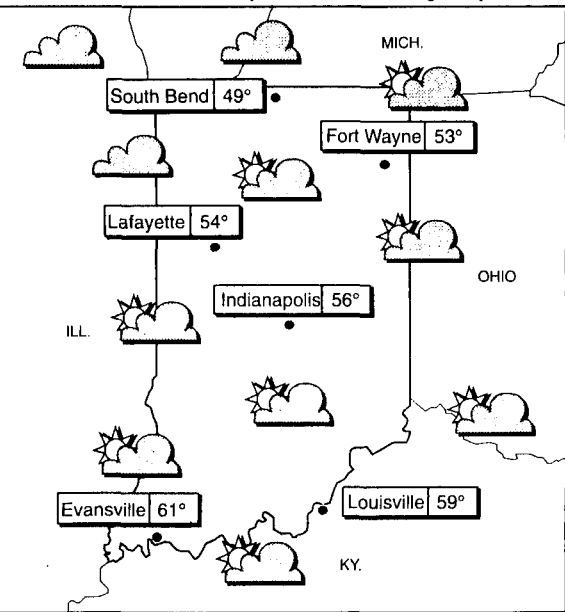 MICH.
South Bend 49°
Fort Wayne 53°
Lafayette 54°
OHIO
Indianapolis 56°
ILL.
Evansville 61°
Louisville 59°
KY.